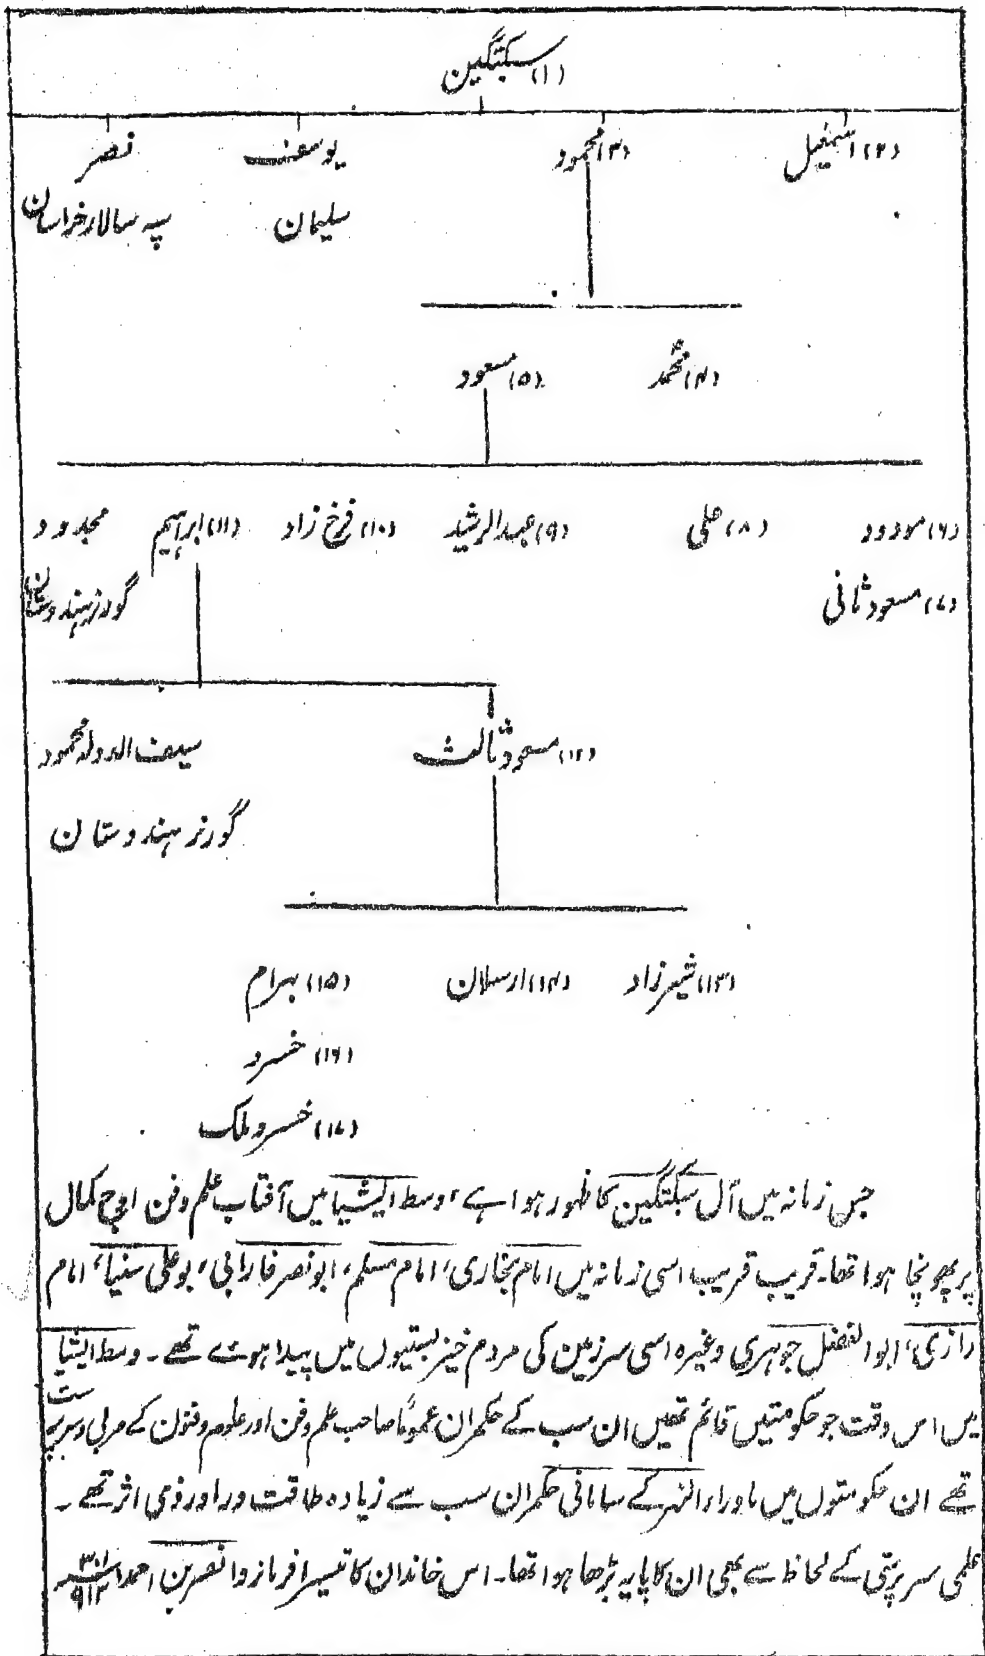 (۱) سبکتگین
(۲) اسمٰعیل (۳) محمود یوسف نصر
سلیمان سپہ سالار خراسان
(۴) محمد (۵) مسعود
(۶) مودود (۸) علی (۹) عبدالرشید (۱۰) فرخ زاد (۱۱) ابراہیم مجدود
(۷) مسعود ثانی گورنر ہندوستان
(۱۲) مسعود ثالث سیف الدولہ محمود
گورنر ہندوستان
(۱۳) شیرزاد (۱۴) ارسلان (۱۵) بہرام
(۱۶) خسرو
(۱۷) خسرو ملک
جس زمانہ میں آل سبکتگین کا ظہور ہوا ہے، وسط ایشیا میں آفتاب علم و فن اوج کمال
پر پہونچا ہوا تھا۔ قریب قریب اسی زمانہ میں امام بخاری، امام مسلم، ابو نصر فارابی، بو علی سنیا، امام
رازی، ابوالفضل جوہری وغیرہ اسی سرزمین کی مردم خیز بستیوں میں پیدا ہوے تھے۔ وسط ایشیا
میں اس وقت جو حکومتیں قائم تھیں ان سب کے حکمران عموماً صاحب علم و فن اور علوم و فنون کے مربی و سرپرست
تھے ان حکومتوں میں ماوراء النہر کے سامانی حکمران سب سے زیادہ طاقت ور اور ذی اثر تھے۔
علمی سرپرستی کے لحاظ سے بھی ان کا پایہ بڑھا ہوا تھا۔ اس خاندان کا تیسرا فرمانروا نصر بن احمد ۳۰۱ھ ۹۱۳